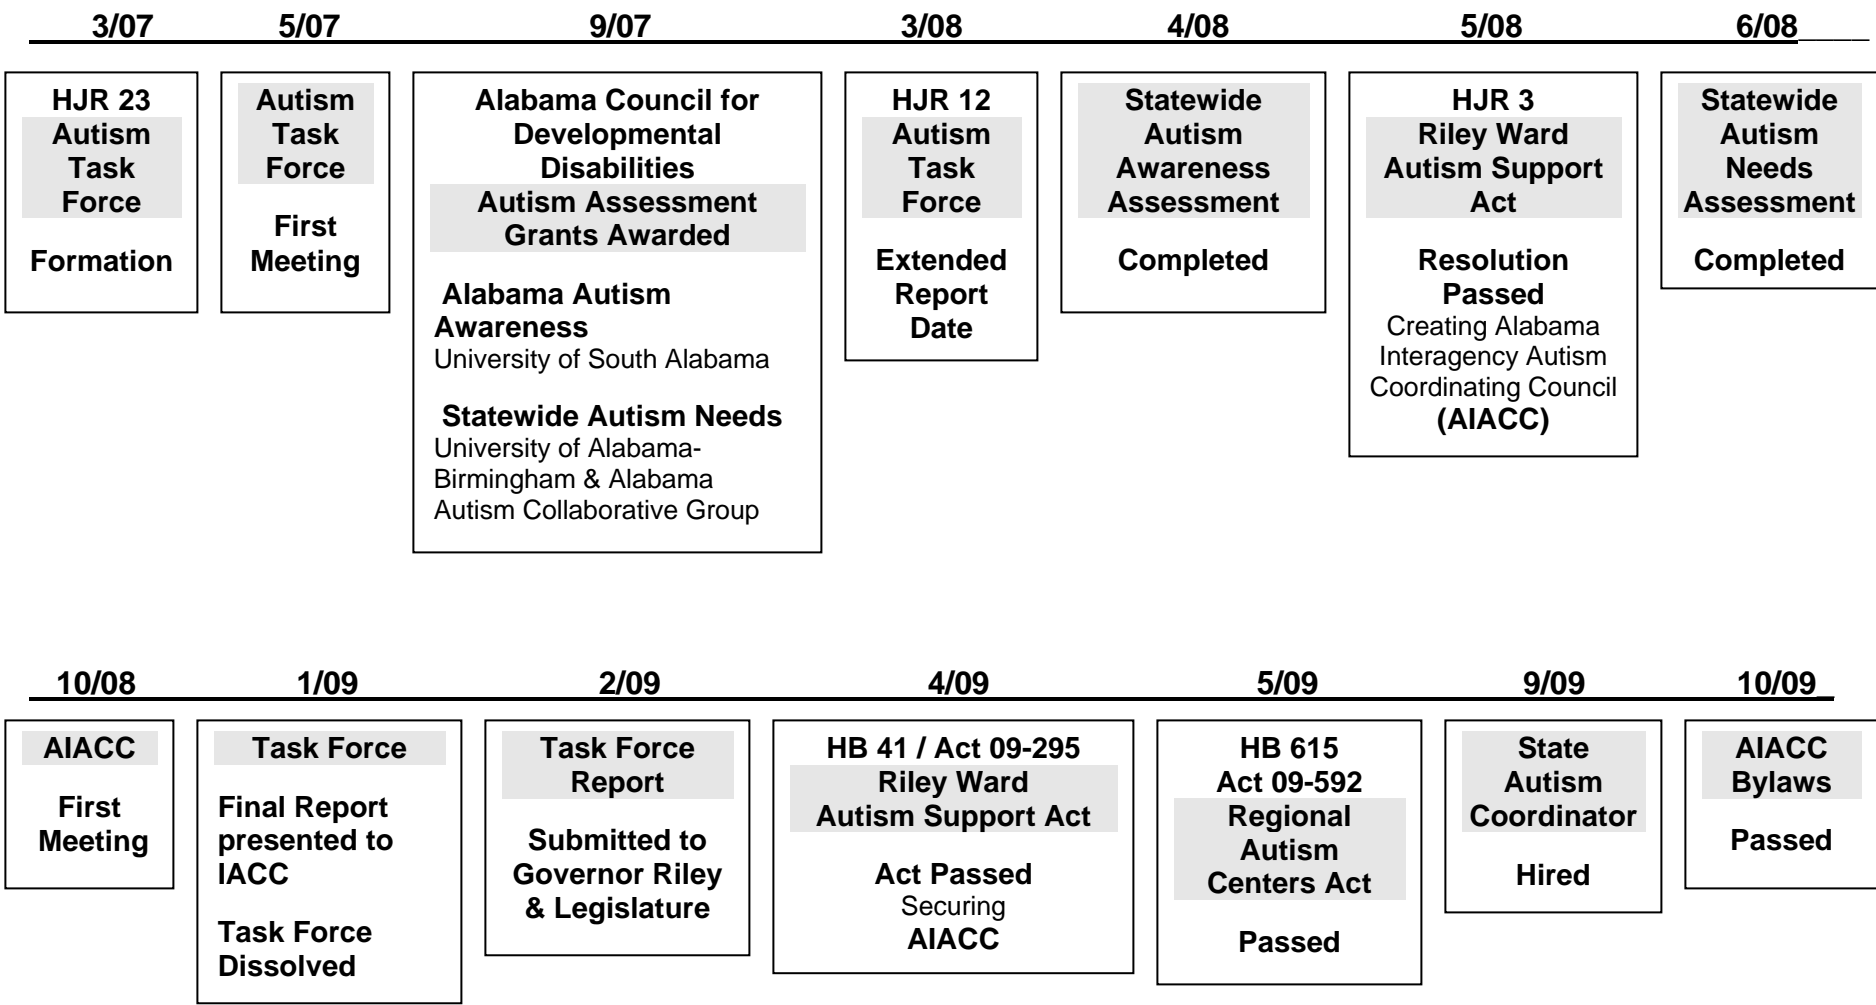 3/07 5/07 9/07 3/08 4/08 5/08 6/08
HJR 23
Autism
Task
Force
Formation
Autism
Task
Force
First
Meeting
Alabama Council for
Developmental
Disabilities
Autism Assessment
Grants Awarded
Alabama Autism
Awareness
University of South Alabama
Statewide Autism Needs
University of Alabama-
Birmingham & Alabama
Autism Collaborative Group
HJR 12
Autism
Task
Force
Extended
Report
Date
Statewide
Autism
Awareness
Assessment
Completed
HJR 3
Riley Ward
Autism Support
Act
Resolution
Passed
Creating Alabama
Interagency Autism
Coordinating Council
(AIACC)
Statewide
Autism
Needs
Assessment
Completed
10/08 1/09 2/09 4/09 5/09 9/09 10/09
AIACC
First
Meeting
Task Force
Final Report
presented to
IACC
Task Force
Dissolved
Task Force
Report
Submitted to
Governor Riley
& Legislature
HB 41 / Act 09-295
Riley Ward
Autism Support Act
Act Passed
Securing
AIACC
HB 615
Act 09-592
Regional
Autism
Centers Act
Passed
State
Autism
Coordinator
Hired
AIACC
Bylaws
Passed